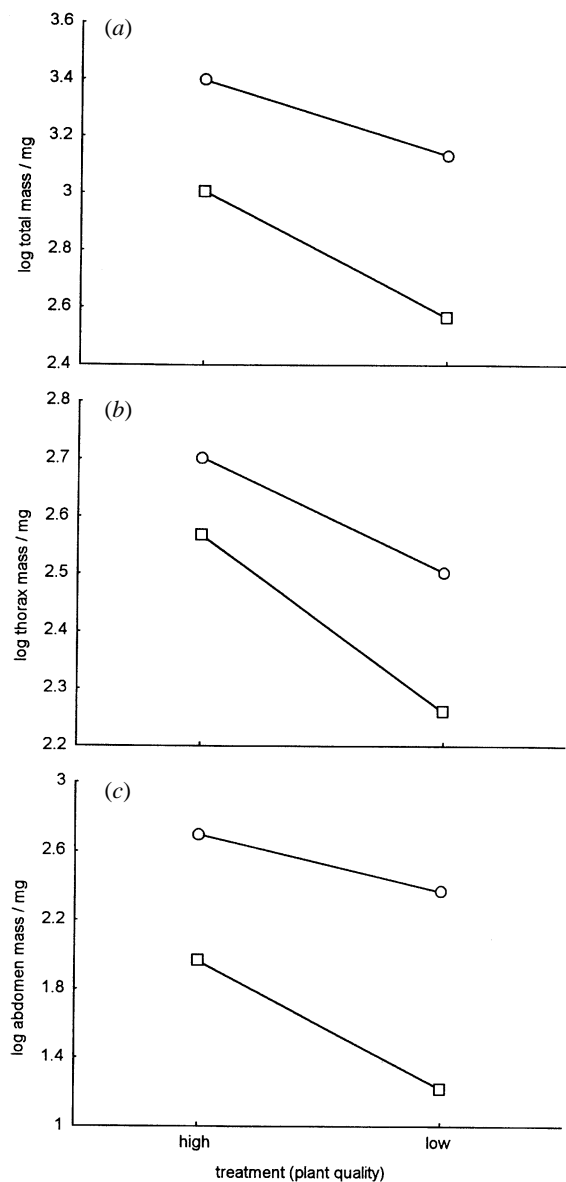 (a)
3.6
3.4
3.2
3
2.8
2.6
2.4
log total mass / mg
(b)
2.8
2.7
2.6
2.5
2.4
2.3
2.2
log thorax mass / mg
(c)
3
2.6
2.2
1.8
1.4
1
log abdomen mass / mg
high low
treatment (plant quality)